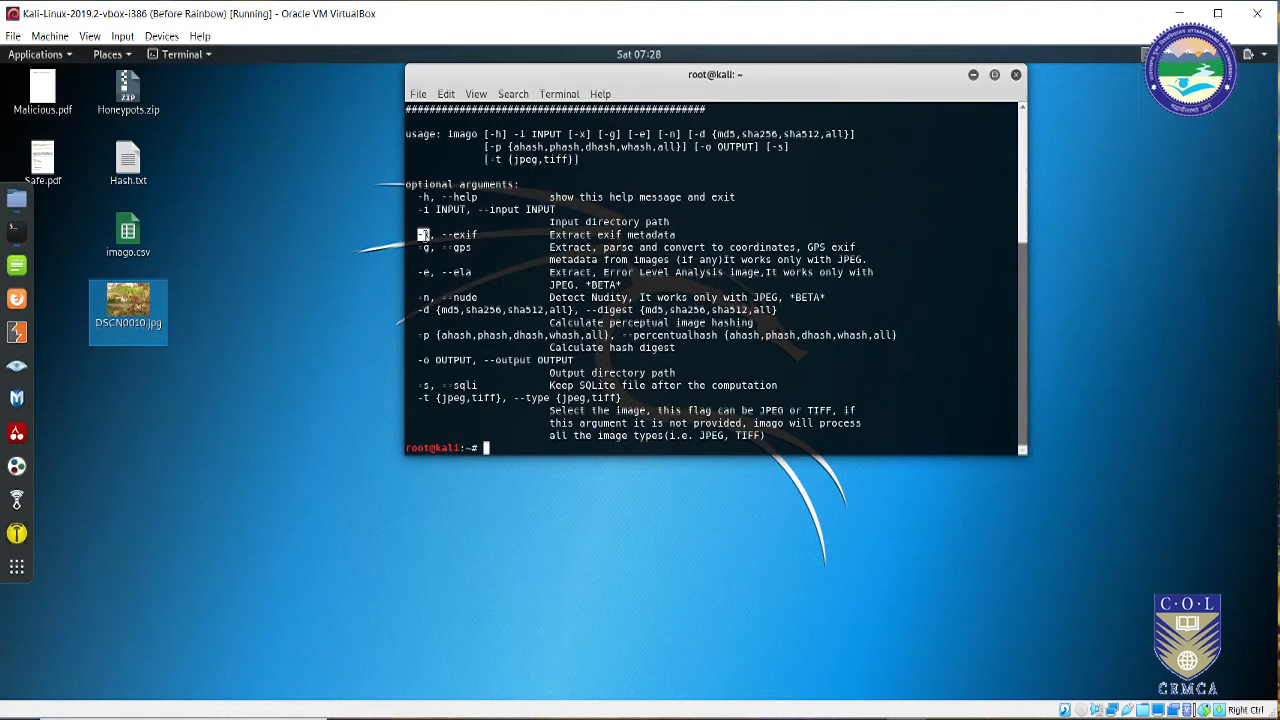 Kali-Linux-2019.2-vbox-i386 (Before Rainbow) [Running] - Oracle VM VirtualBox
File Machine View Input Devices Help
Applications Places Terminal Sat 07:28
root@kali: ~
File Edit View Search Terminal Help
Malicious.pdf Honeypots.zip
Safe.pdf Hash.txt
imago.csv
DSCN0010.jpg
##################################################
usage: imago [-h] -i INPUT [-x] [-g] [-e] [-n] [-d {md5,sha256,sha512,all}]
[-p {ahash,phash,dhash,whash,all}] [-o OUTPUT] [-s]
[-t {jpeg,tiff}]
optional arguments:
-h, --help show this help message and exit
-i INPUT, --input INPUT
Input directory path
-x, --exif Extract exif metadata
-g, --gps Extract, parse and convert to coordinates, GPS exif
metadata from images (if any)It works only with JPEG.
-e, --ela Extract, Error Level Analysis image,It works only with
JPEG. *BETA*
-n, --nude Detect Nudity, It works only with JPEG, *BETA*
-d {md5,sha256,sha512,all}, --digest {md5,sha256,sha512,all}
Calculate perceptual image hashing
-p {ahash,phash,dhash,whash,all}, --percentualhash {ahash,phash,dhash,whash,all}
Calculate hash digest
-o OUTPUT, --output OUTPUT
Output directory path
-s, --sqli Keep SQLite file after the computation
-t {jpeg,tiff}, --type {jpeg,tiff}
Select the image, this flag can be JPEG or TIFF, if
this argument it is not provided, imago will process
all the image types(i.e. JPEG, TIFF)
root@kali:~#
C·O·L
CEMCA
Right Ctrl